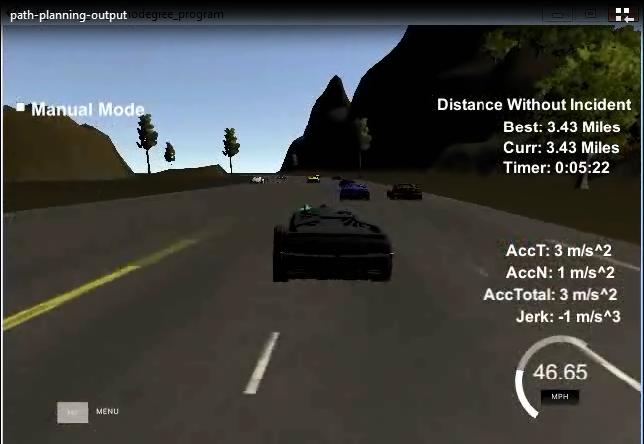 path-planning-output
odegree_program
Manual Mode
Distance Without Incident
Best: 3.43 Miles
Curr: 3.43 Miles
Timer: 0:05:22
AccT: 3 m/s^2
AccN: 1 m/s^2
AccTotal: 3 m/s^2
Jerk: -1 m/s^3
46.65
MPH
MENU